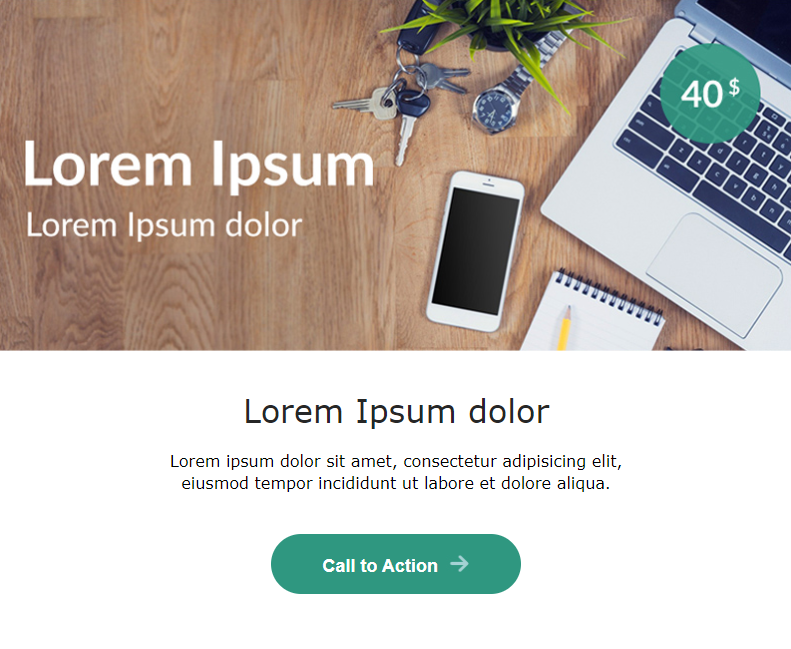 40 $
Lorem Ipsum
Lorem Ipsum dolor
Lorem Ipsum dolor
Lorem ipsum dolor sit amet, consectetur adipisicing elit,
eiusmod tempor incididunt ut labore et dolore aliqua.
Call to Action →